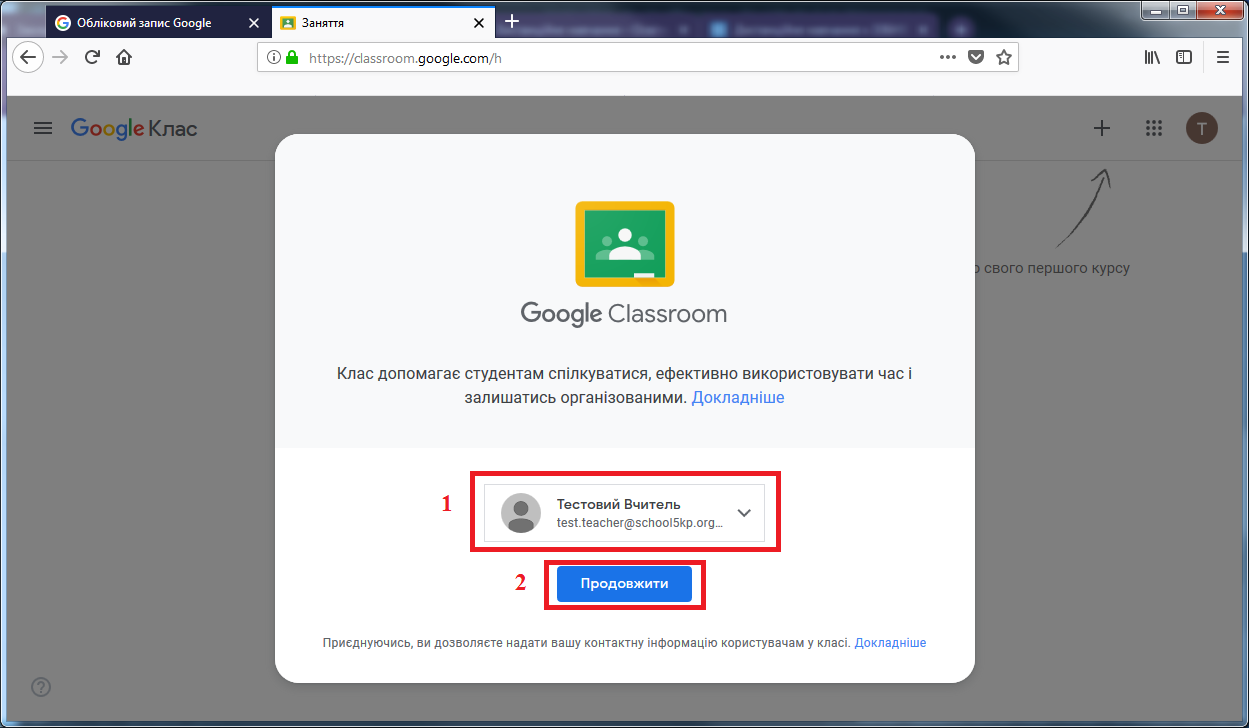 Обліковий запис Google
Заняття
https://classroom.google.com/h
Google Клас
T
свого першого курсу
Google Classroom
Клас допомагає студентам спілкуватися, ефективно використовувати час і
залишатись організованими. Докладніше
1
Тестовий Вчитель
test.teacher@school5kp.org...
2
Продовжити
Приєднуючись, ви дозволяєте надати вашу контактну інформацію користувачам у класі. Докладніше